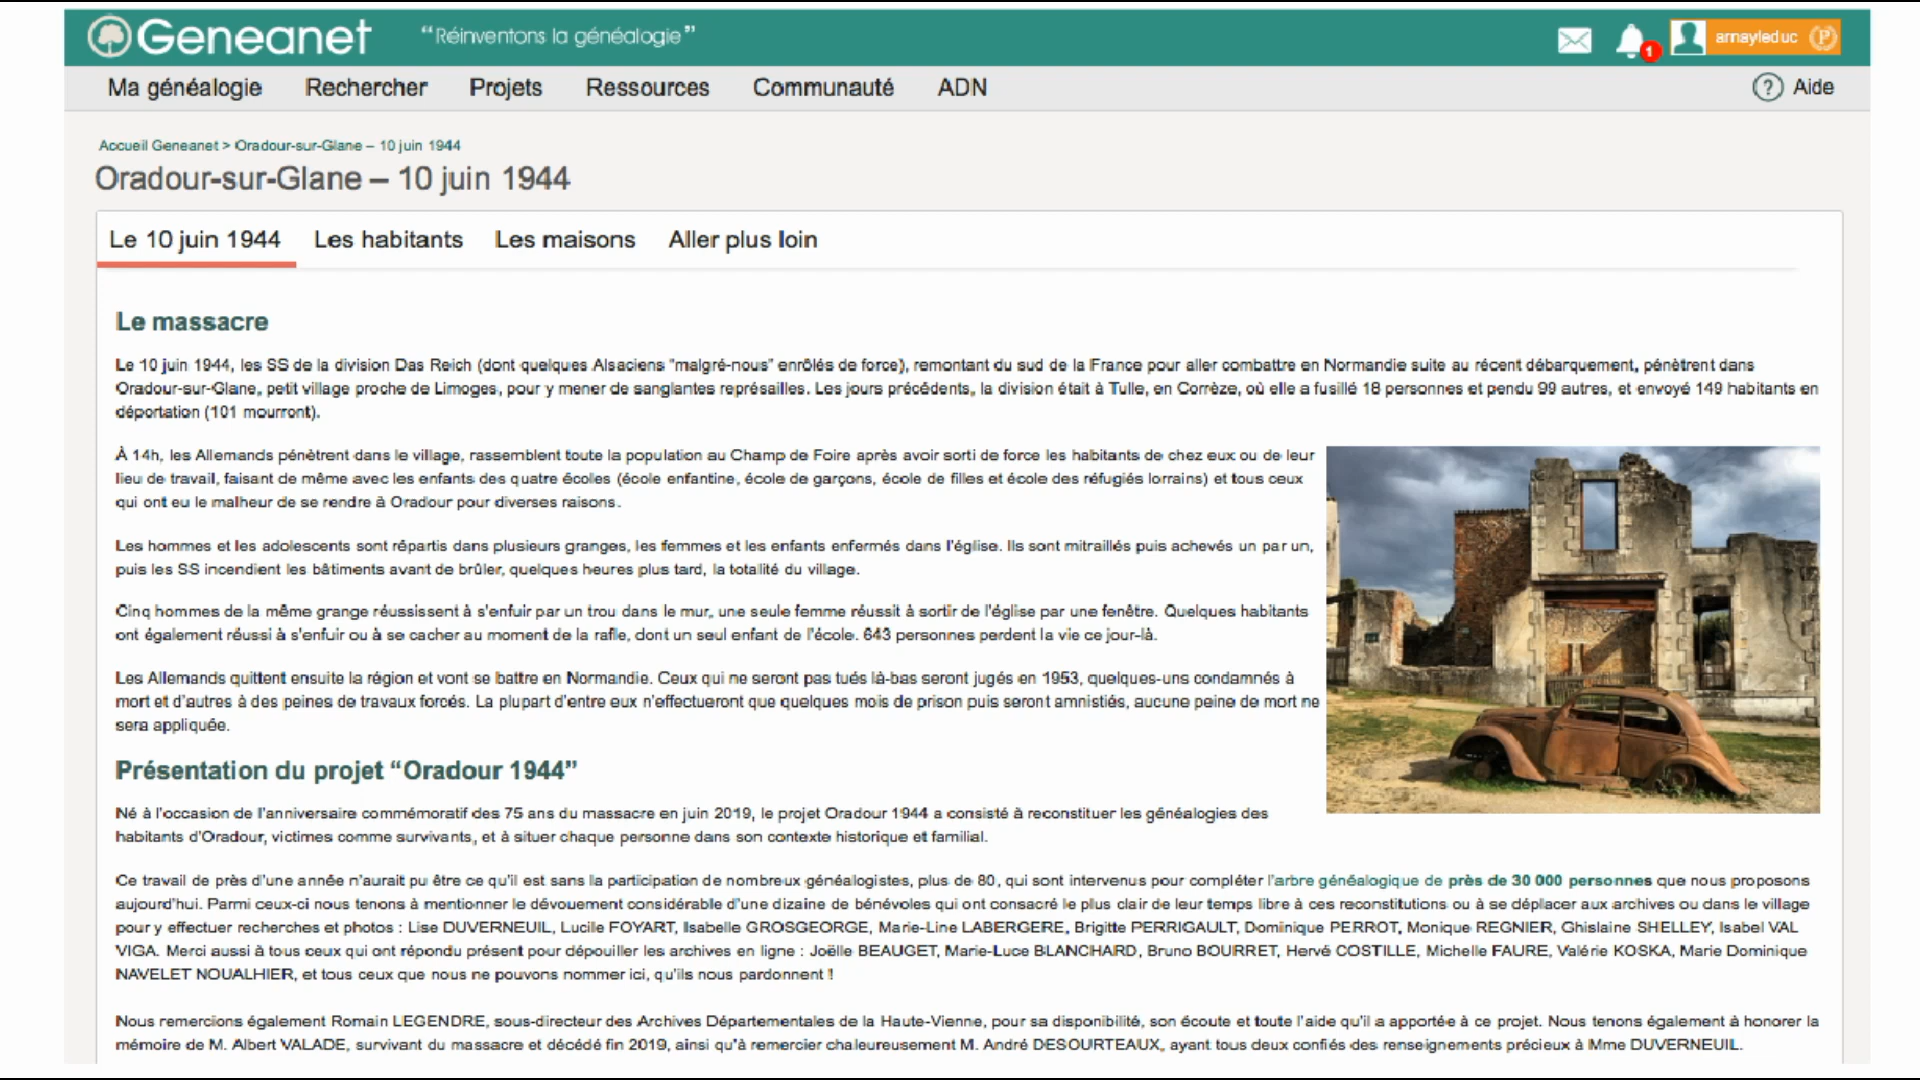 Geneanet
“Réinventons la généalogie”
1
arnayleduc
Ma généalogie
Rechercher
Projets
Ressources
Communauté
ADN
? Aide
Accueil Geneanet > Oradour-sur-Glane – 10 juin 1944
Oradour-sur-Glane – 10 juin 1944
Le 10 juin 1944
Les habitants
Les maisons
Aller plus loin
Le massacre
Le 10 juin 1944, les SS de la division Das Reich (dont quelques Alsaciens "malgré-nous" enrôlés de force), remontant du sud de la France pour aller combattre en Normandie suite au récent débarquement, pénètrent dans
Oradour-sur-Glane, petit village proche de Limoges, pour y mener de sanglantes représailles. Les jours précédents, la division était à Tulle, en Corrèze, où elle a fusillé 18 personnes et pendu 99 autres, et envoyé 149 habitants en
déportation (101 mourront).
À 14h, les Allemands pénètrent dans le village, rassemblent toute la population au Champ de Foire après avoir sorti de force les habitants de chez eux ou de leur
lieu de travail, faisant de même avec les enfants des quatre écoles (école enfantine, école de garçons, école de filles et école des réfugiés lorrains) et tous ceux
qui ont eu le malheur de se rendre à Oradour pour diverses raisons.
Les hommes et les adolescents sont répartis dans plusieurs granges, les femmes et les enfants enfermés dans l'église. Ils sont mitraillés puis achevés un par un,
puis les SS incendient les bâtiments avant de brûler, quelques heures plus tard, la totalité du village.
Cinq hommes de la même grange réussissent à s'enfuir par un trou dans le mur, une seule femme réussit à sortir de l'église par une fenêtre. Quelques habitants
ont également réussi à s'enfuir ou à se cacher au moment de la rafle, dont un seul enfant de l'école. 643 personnes perdent la vie ce jour-là.
Les Allemands quittent ensuite la région et vont se battre en Normandie. Ceux qui ne seront pas tués là-bas seront jugés en 1953, quelques-uns condamnés à
mort et d'autres à des peines de travaux forcés. La plupart d'entre eux n'effectueront que quelques mois de prison puis seront amnistiés, aucune peine de mort ne
sera appliquée.
Présentation du projet “Oradour 1944”
Né à l'occasion de l'anniversaire commémoratif des 75 ans du massacre en juin 2019, le projet Oradour 1944 a consisté à reconstituer les généalogies des
habitants d'Oradour, victimes comme survivants, et à situer chaque personne dans son contexte historique et familial.
Ce travail de près d'une année n'aurait pu être ce qu'il est sans la participation de nombreux généalogistes, plus de 80, qui sont intervenus pour compléter l'arbre généalogique de près de 30 000 personnes que nous proposons
aujourd'hui. Parmi ceux-ci nous tenons à mentionner le dévouement considérable d'une dizaine de bénévoles qui ont consacré le plus clair de leur temps libre à ces reconstitutions ou à se déplacer aux archives ou dans le village
pour y effectuer recherches et photos : Lise DUVERNEUIL, Lucile FOYART, Isabelle GROSGEORGE, Marie-Line LABERGERE, Brigitte PERRIGAULT, Dominique PERROT, Monique REGNIER, Ghislaine SHELLEY, Isabel VAL
VIGA. Merci aussi à tous ceux qui ont répondu présent pour dépouiller les archives en ligne : Joëlle BEAUGET, Marie-Luce BLANCHARD, Bruno BOURRET, Hervé COSTILLE, Michelle FAURE, Valérie KOSKA, Marie Dominique
NAVELET NOUALHIER, et tous ceux que nous ne pouvons nommer ici, qu'ils nous pardonnent !
Nous remercions également Romain LEGENDRE, sous-directeur des Archives Départementales de la Haute-Vienne, pour sa disponibilité, son écoute et toute l'aide qu'il a apportée à ce projet. Nous tenons également à honorer la
mémoire de M. Albert VALADE, survivant du massacre et décédé fin 2019, ainsi qu'à remercier chaleureusement M. André DESOURTEAUX, ayant tous deux confiés des renseignements précieux à Mme DUVERNEUIL.